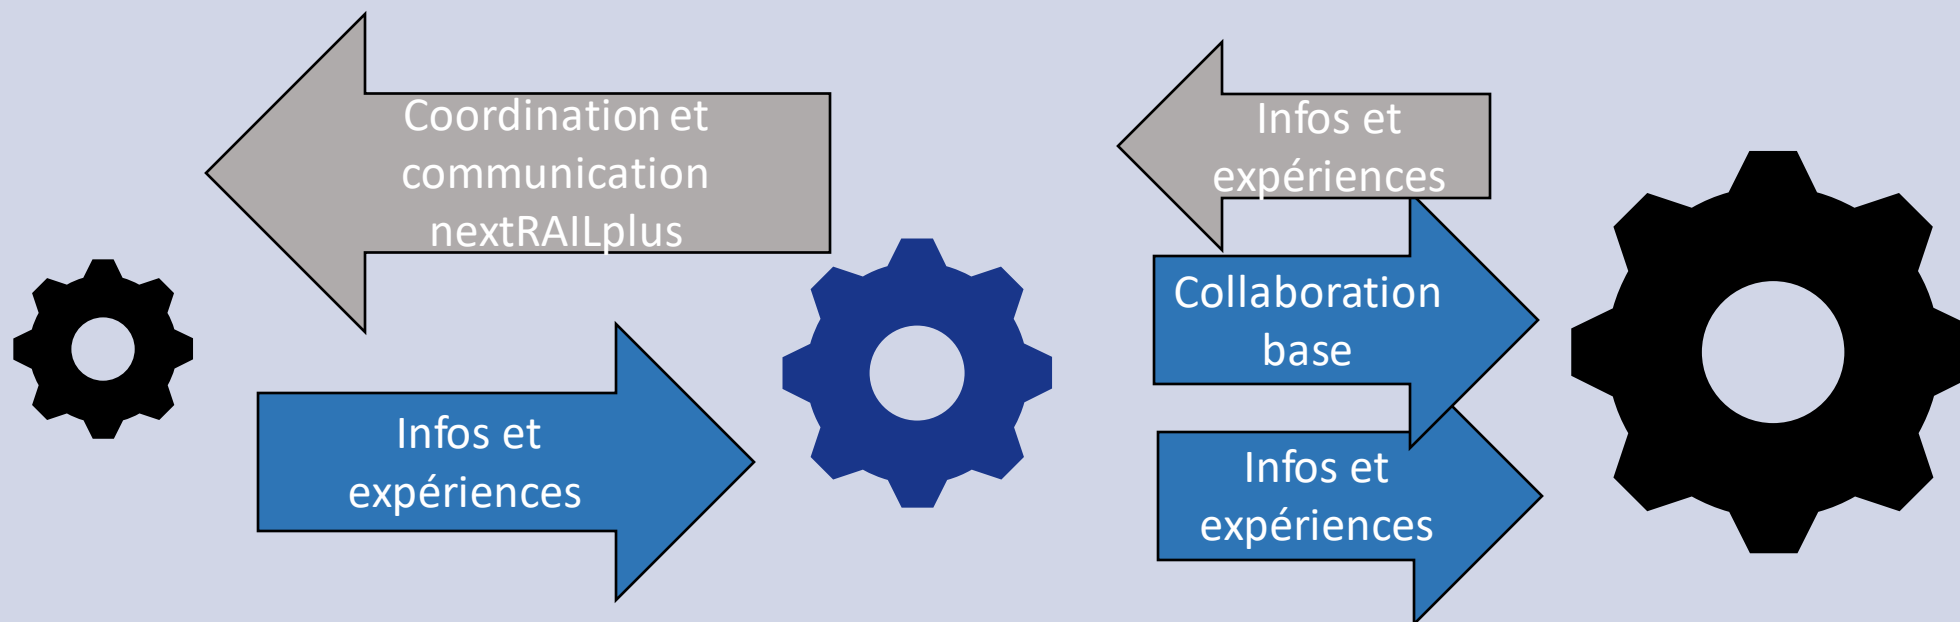 Coordination et
communication
nextRAILplus
Infos et
expériences
Infos et
expériences
Collaboration
base
Infos et
expériences